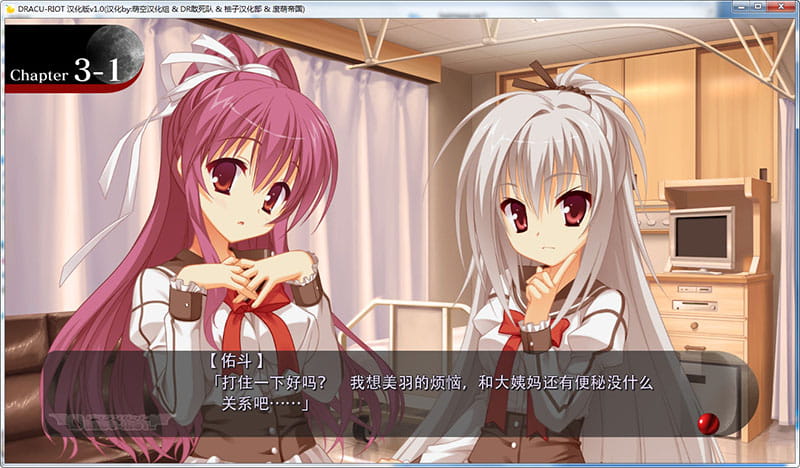 DRACU-RIOT 汉化版v1.0(汉化by:萌空汉化组 & DR敢死队 & 柚子汉化部 & 废萌帝国)
Chapter 3-1
【佑斗】
「打住一下好吗? 我想美羽的烦恼，和大姨妈还有便秘没什么
关系吧……」